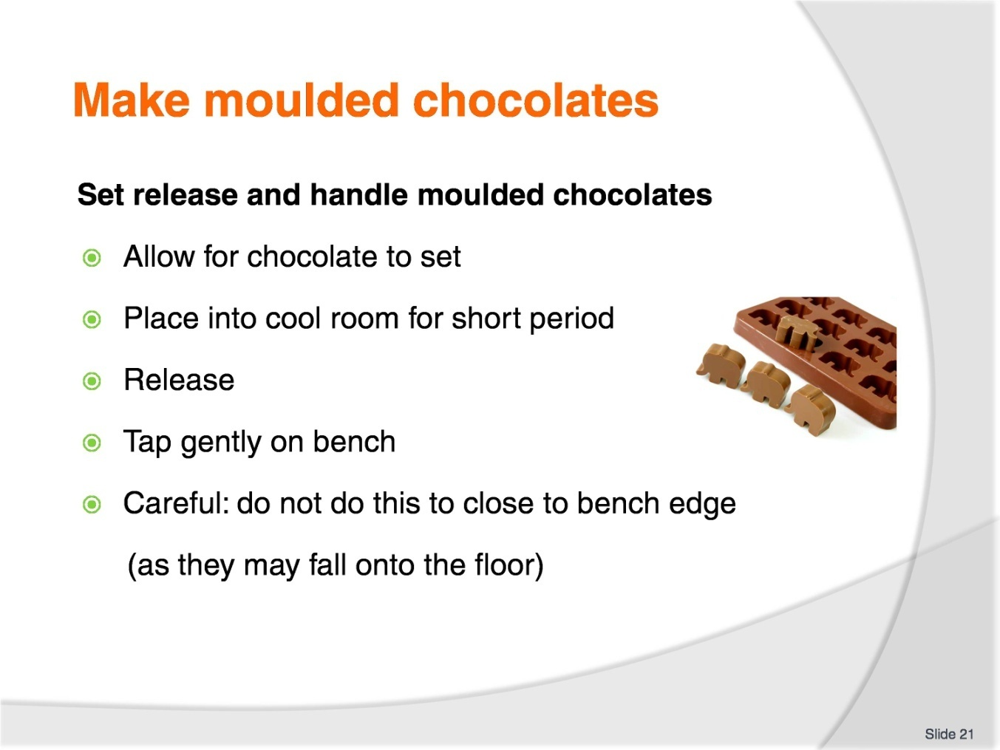 Make moulded chocolates
Set release and handle moulded chocolates
Allow for chocolate to set
Place into cool room for short period
Release
Tap gently on bench
Careful: do not do this to close to bench edge
(as they may fall onto the floor)
Slide 21